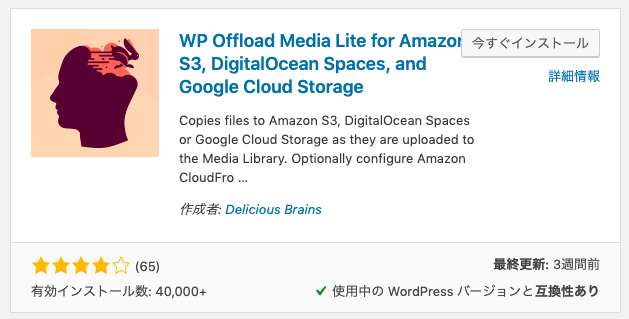 WP Offload Media Lite for Amazon
S3, DigitalOcean Spaces, and
Google Cloud Storage
今すぐインストール
詳細情報
Copies files to Amazon S3, DigitalOcean Spaces
or Google Cloud Storage as they are uploaded to
the Media Library. Optionally configure Amazon
CloudFro ...
作成者: Delicious Brains
(65)
最終更新: 3週間前
有効インストール数: 40,000+
使用中の WordPress バージョンと互換性あり